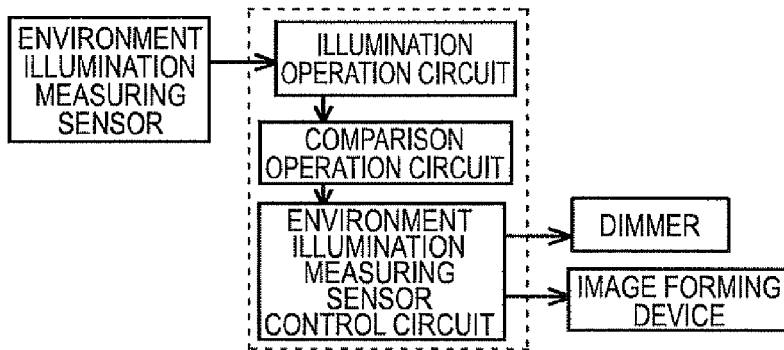 ENVIRONMENT
ILLUMINATION
MEASURING
SENSOR
ILLUMINATION
OPERATION CIRCUIT
COMPARISON
OPERATION CIRCUIT
ENVIRONMENT
ILLUMINATION
MEASURING
SENSOR
CONTROL CIRCUIT
DIMMER
IMAGE FORMING
DEVICE